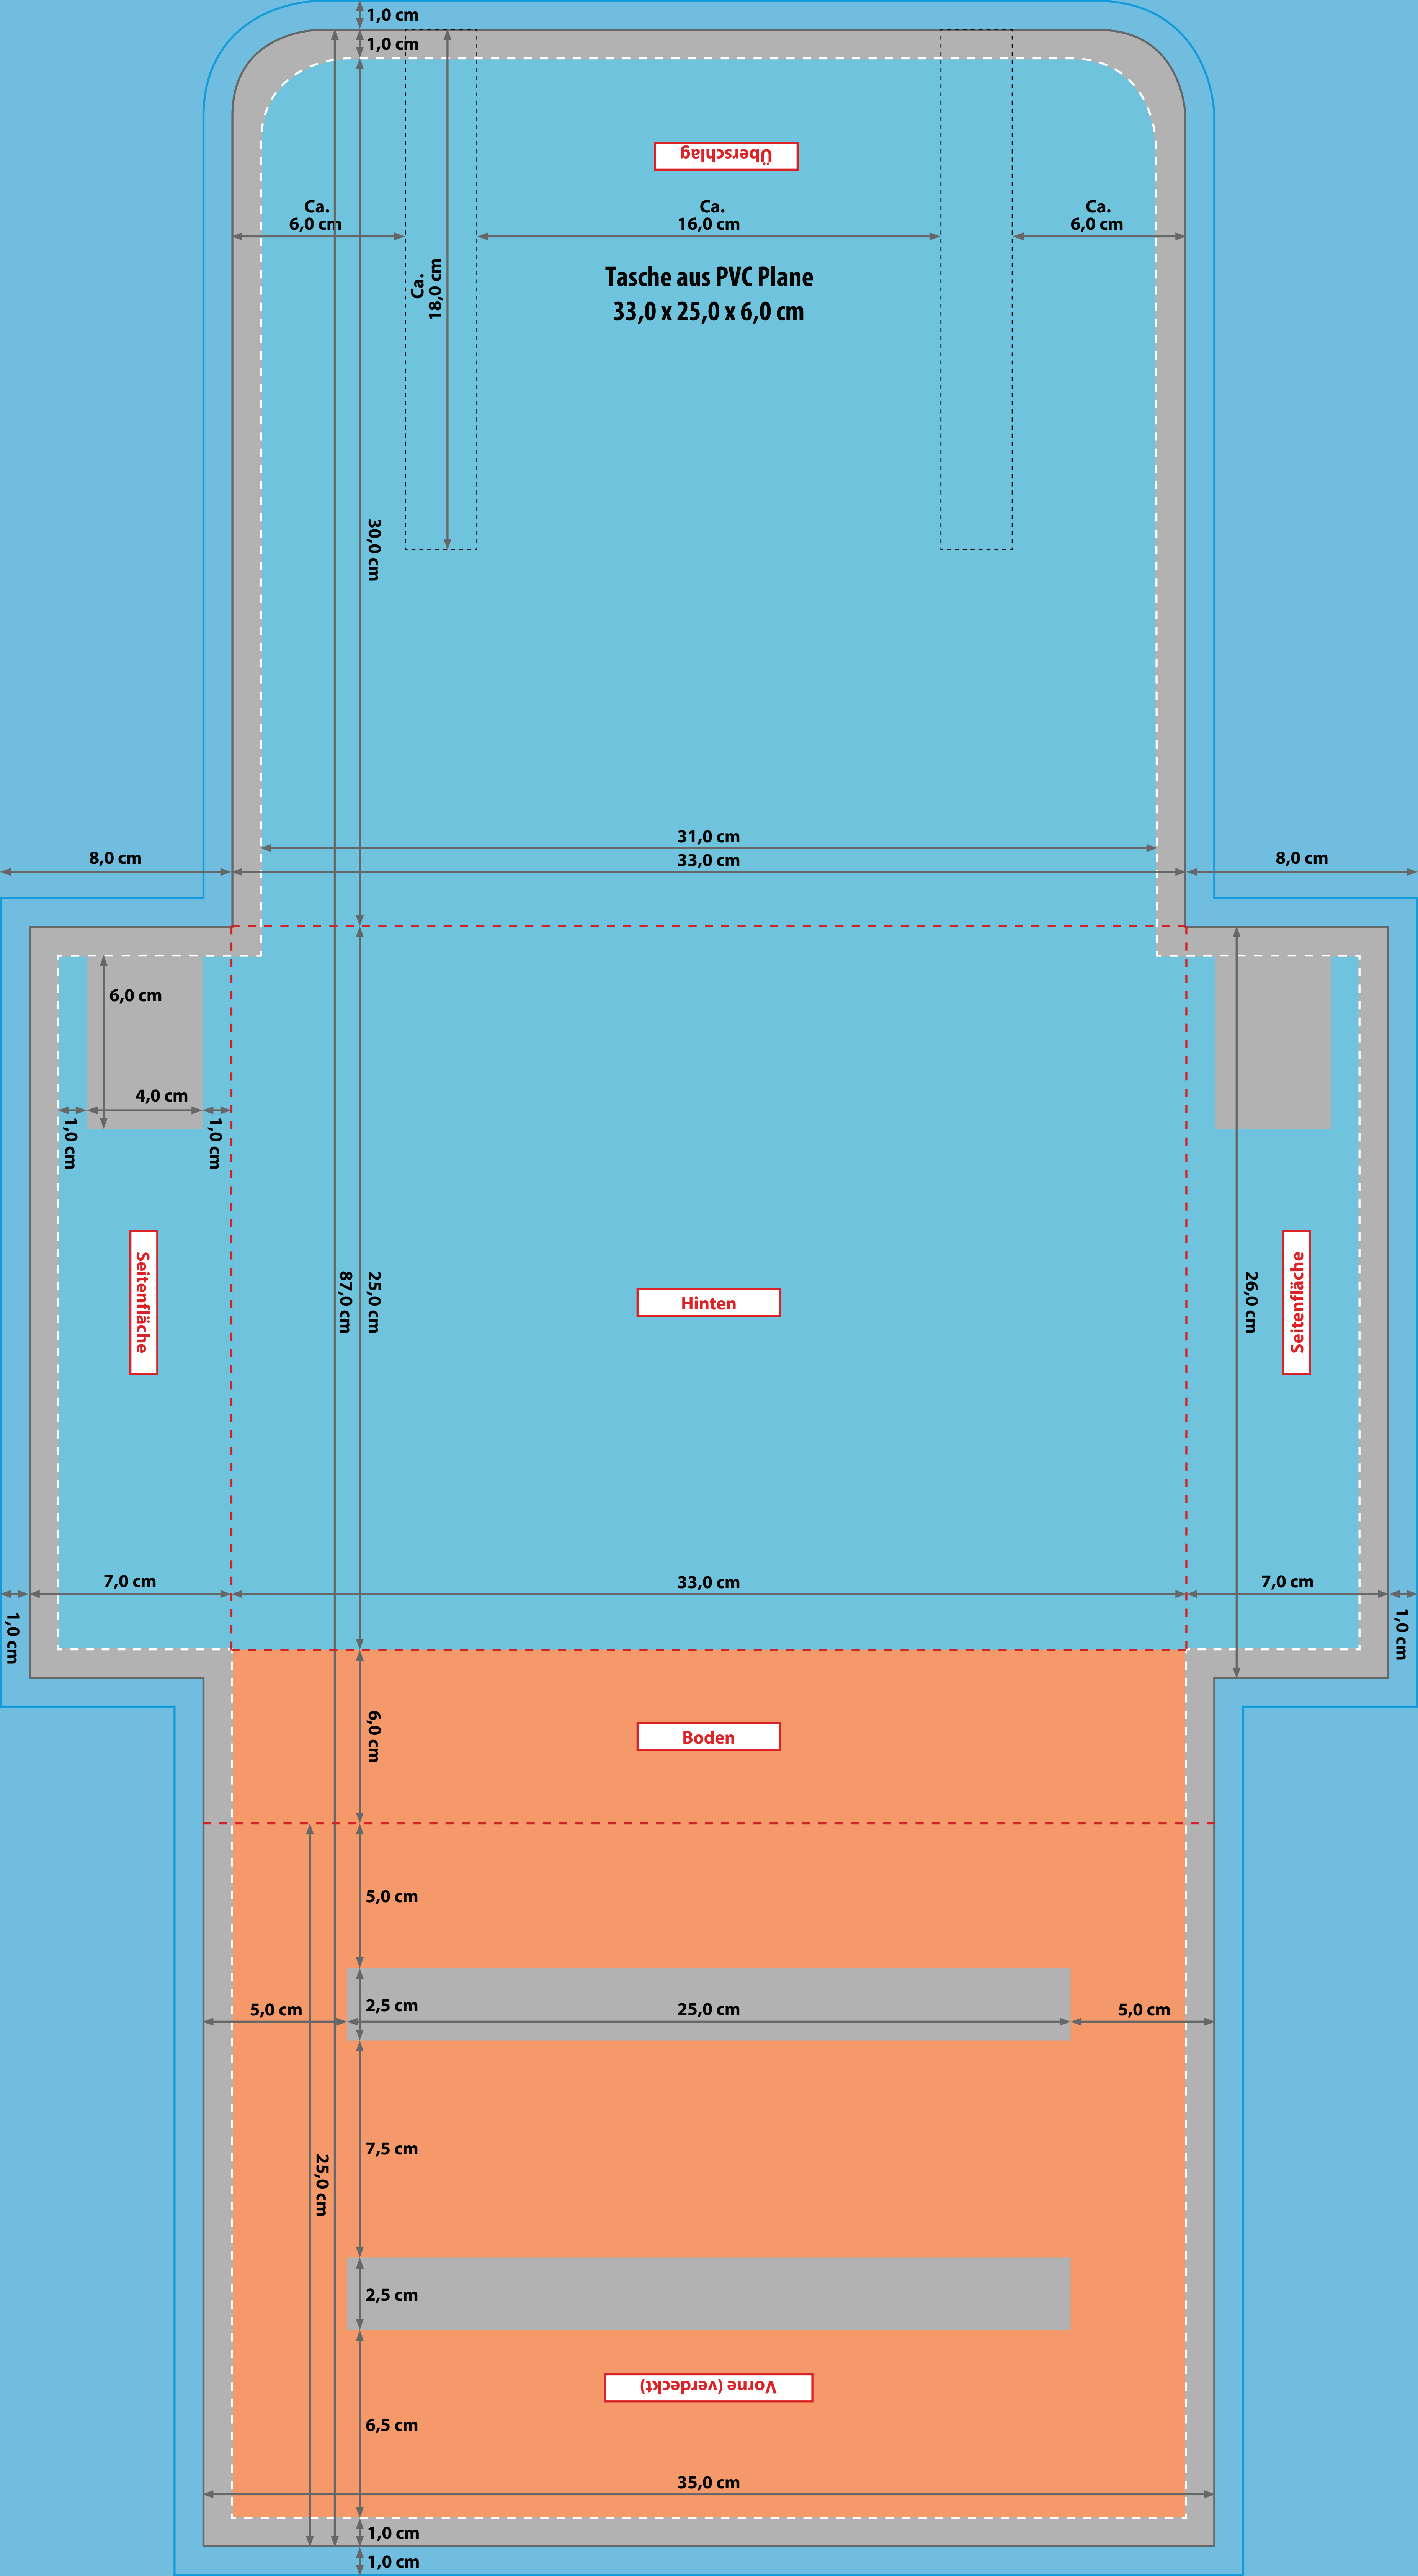 1,0 cm
1,0 cm
Überschlag
Ca.
6,0 cm
Ca.
16,0 cm
Ca.
6,0 cm
Ca.
18,0 cm
Tasche aus PVC Plane
33,0 x 25,0 x 6,0 cm
30,0 cm
31,0 cm
8,0 cm
33,0 cm
8,0 cm
6,0 cm
4,0 cm
1,0 cm
1,0 cm
Seitenfläche
87,0 cm
25,0 cm
Hinten
26,0 cm
Seitenfläche
7,0 cm
33,0 cm
7,0 cm
1,0 cm
1,0 cm
6,0 cm
Boden
5,0 cm
2,5 cm
5,0 cm
25,0 cm
5,0 cm
7,5 cm
25,0 cm
2,5 cm
Vorne (verdeckt)
6,5 cm
35,0 cm
1,0 cm
1,0 cm